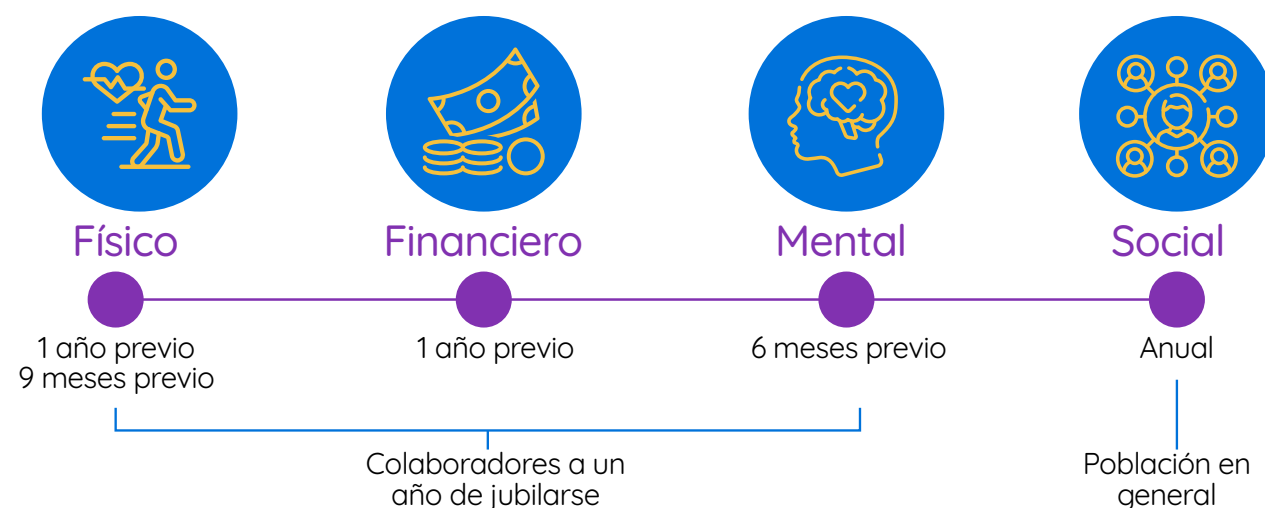 Físico
Financiero
Mental
Social
1 año previo
9 meses previo
1 año previo
6 meses previo
Anual
Colaboradores a un
año de jubilarse
Población en
general